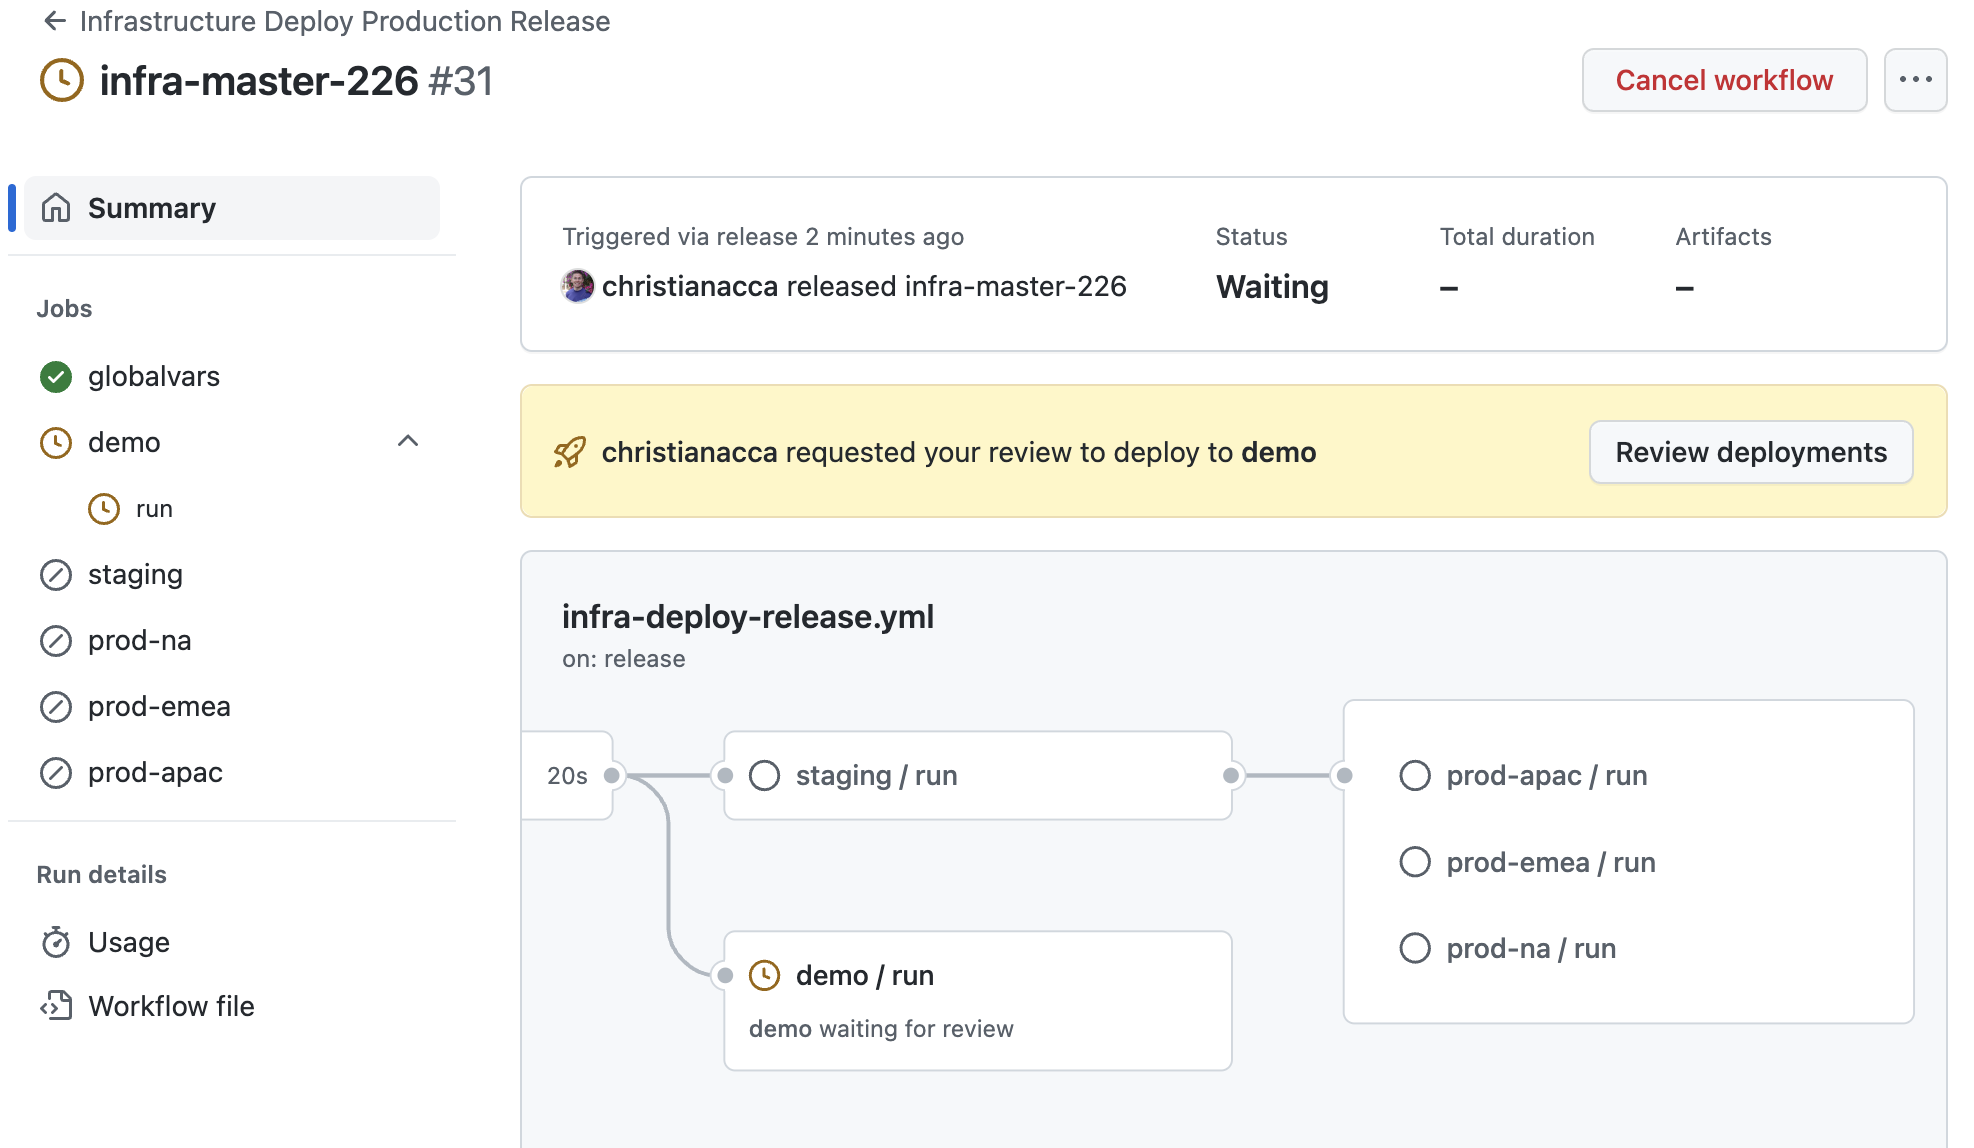 Infrastructure Deploy Production Release
infra-master-226 #31
Cancel workflow
Summary
Jobs
globalvars
demo
run
staging
prod-na
prod-emea
prod-apac
Run details
Usage
Workflow file
Triggered via release 2 minutes ago
christianacca released infra-master-226
Status
Waiting
Total duration
–
Artifacts
–
christianacca requested your review to deploy to demo
Review deployments
infra-deploy-release.yml
on: release
20s
staging / run
demo / run
demo waiting for review
prod-apac / run
prod-emea / run
prod-na / run